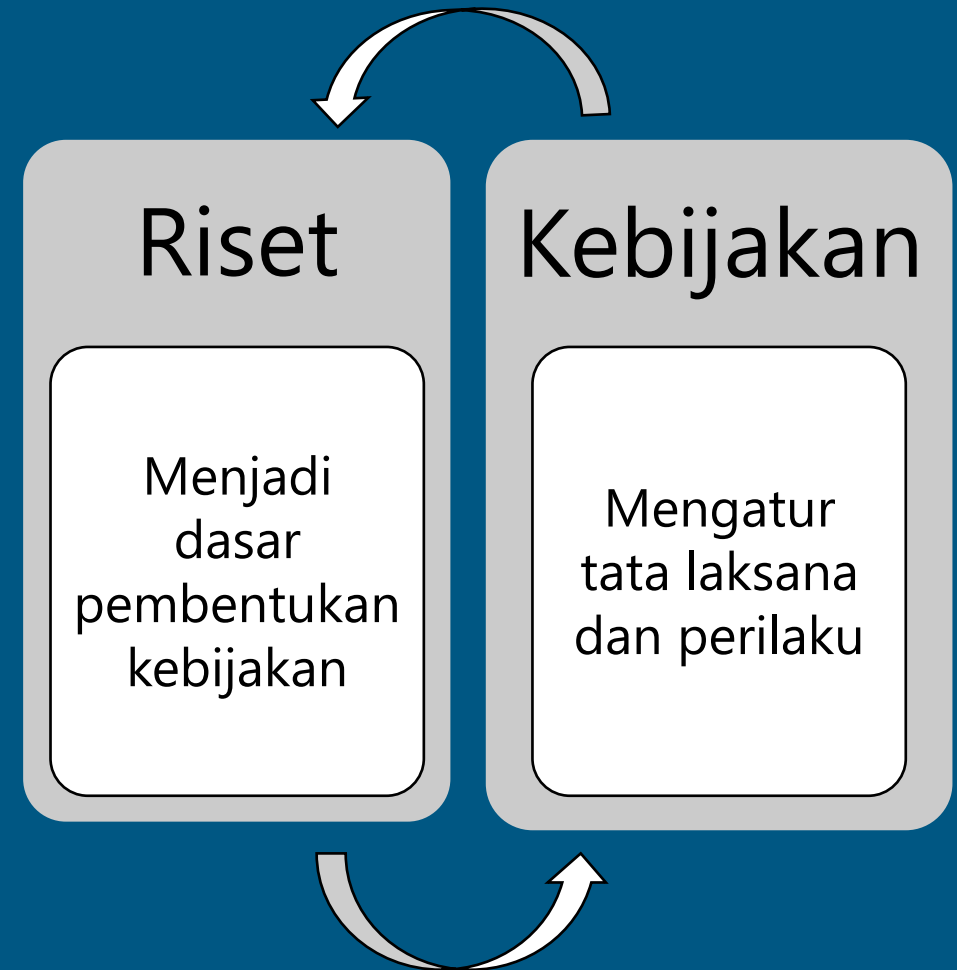 Riset
Menjadi
dasar
pembentukan
kebijakan
Kebijakan
Mengatur
tata laksana
dan perilaku